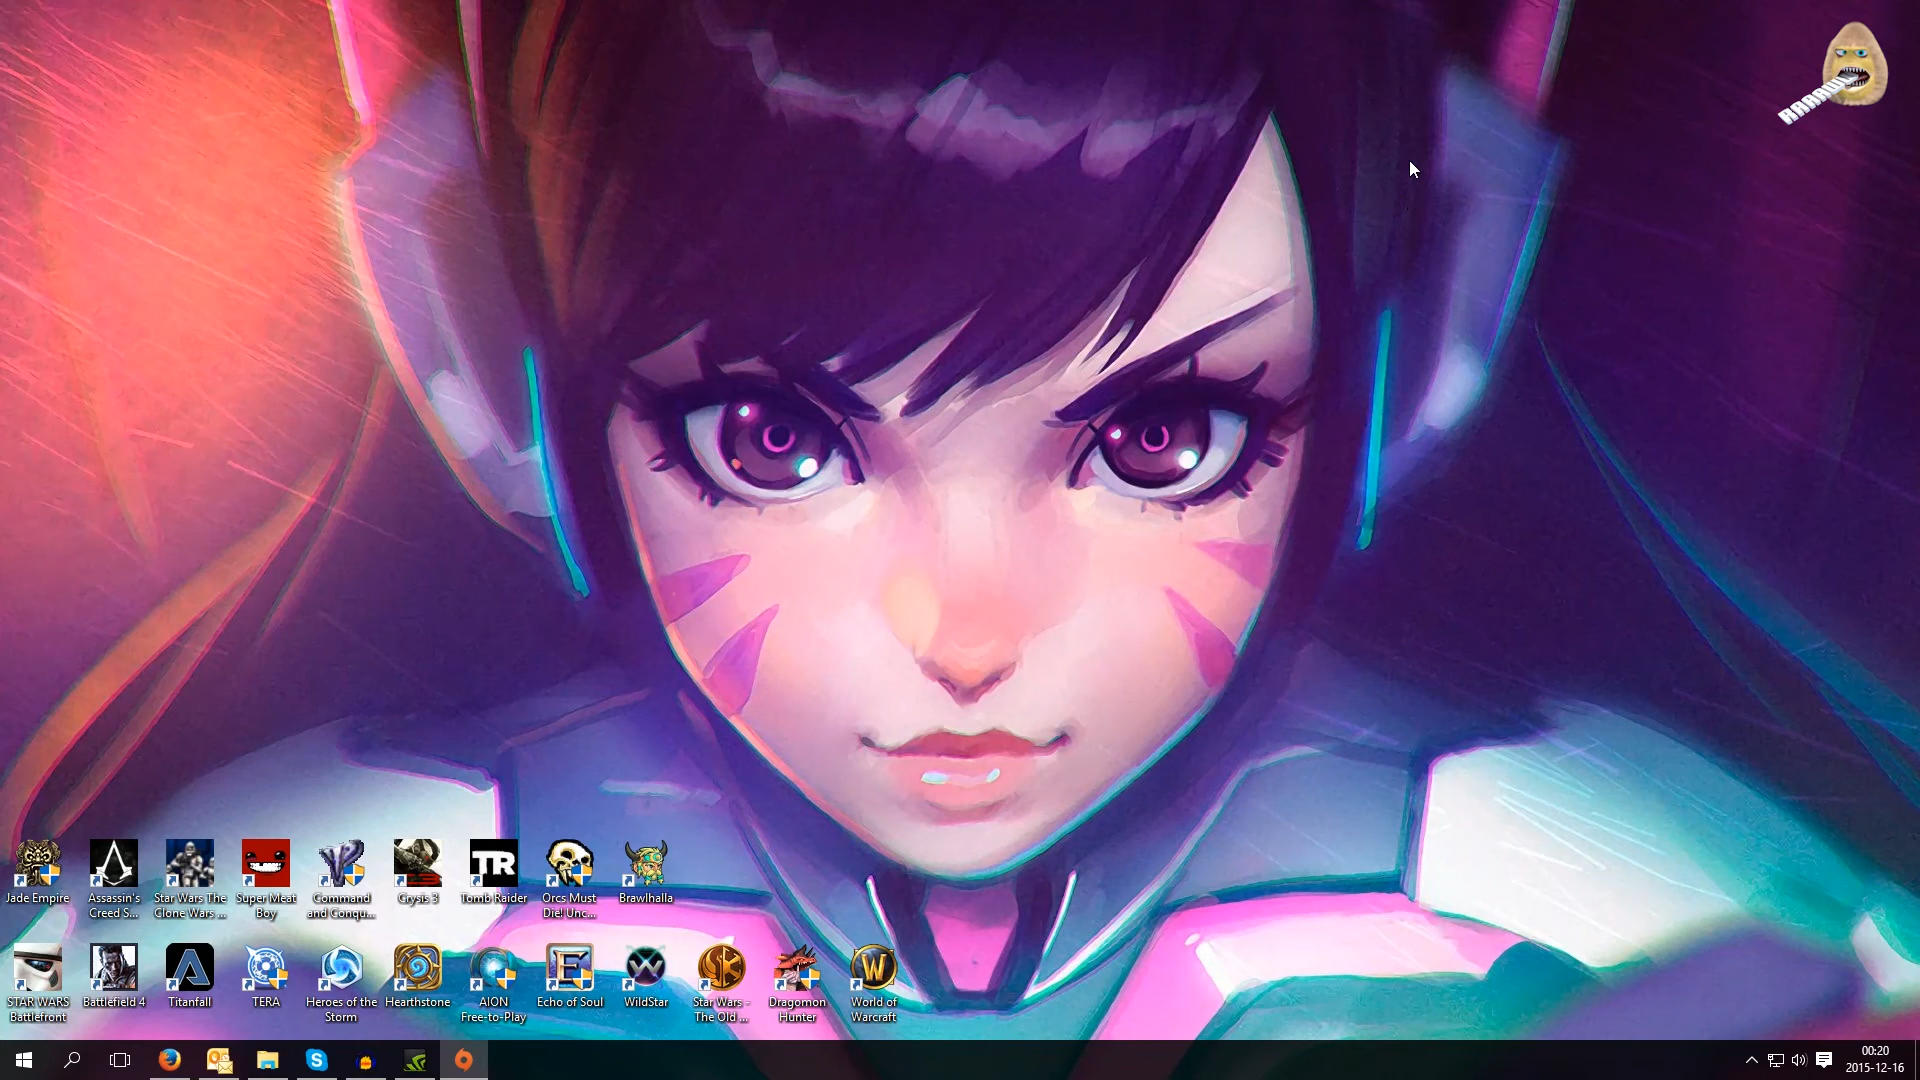 RRRAWL
Jade Empire
Assassin's
Creed S...
Star Wars The
Clone Wars ...
Super Meat
Boy
Command
and Conqu...
Crysis 3
Tomb Raider
Orcs Must
Die! Unc...
Brawlhalla
TR
STAR WARS
Battlefront
Battlefield 4
Titanfall
TERA
Heroes of the
Storm
Hearthstone
AION
Free-to-Play
Echo of Soul
WildStar
Star Wars -
The Old ...
Dragomon
Hunter
World of
Warcraft
00:20
2015-12-16